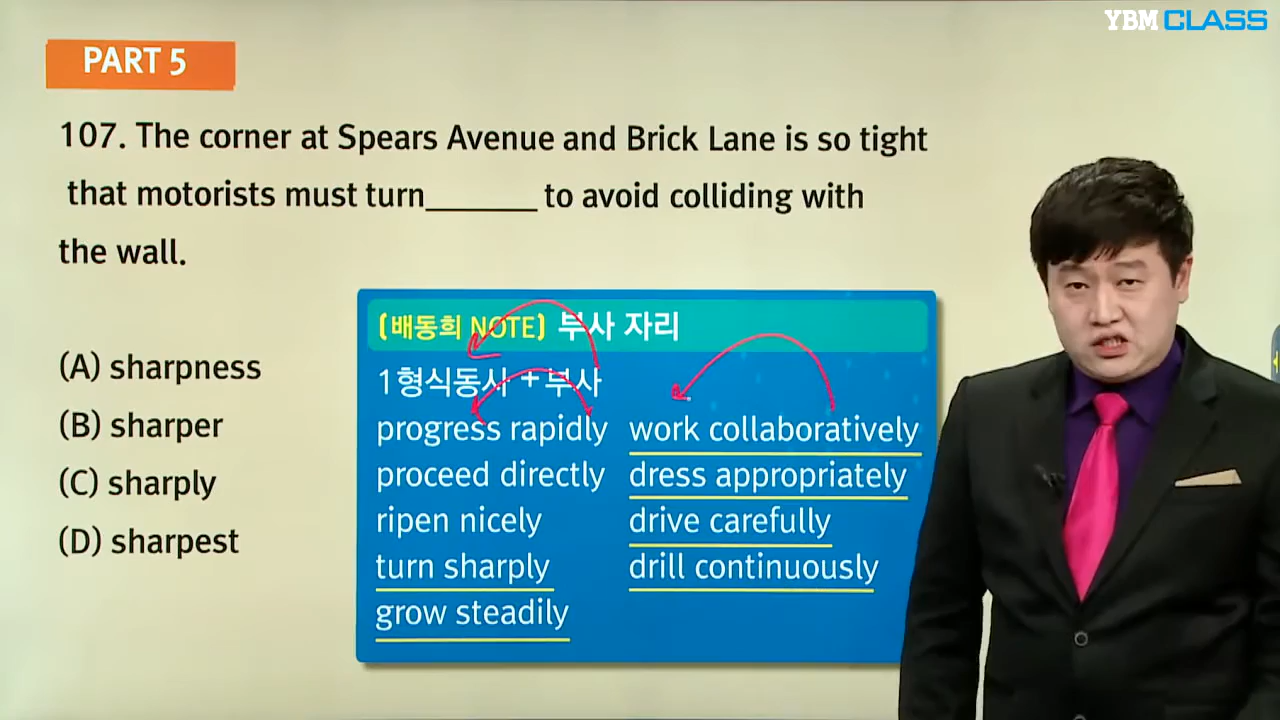 YBM CLASS
PART 5
107. The corner at Spears Avenue and Brick Lane is so tight
that motorists must turn______ to avoid colliding with
the wall.
(A) sharpness
(B) sharper
(C) sharply
(D) sharpest
[배동희 NOTE] 부사 자리
1형식동사 + 부사
progress rapidly
proceed directly
ripen nicely
turn sharply
grow steadily
work collaboratively
dress appropriately
drive carefully
drill continuously